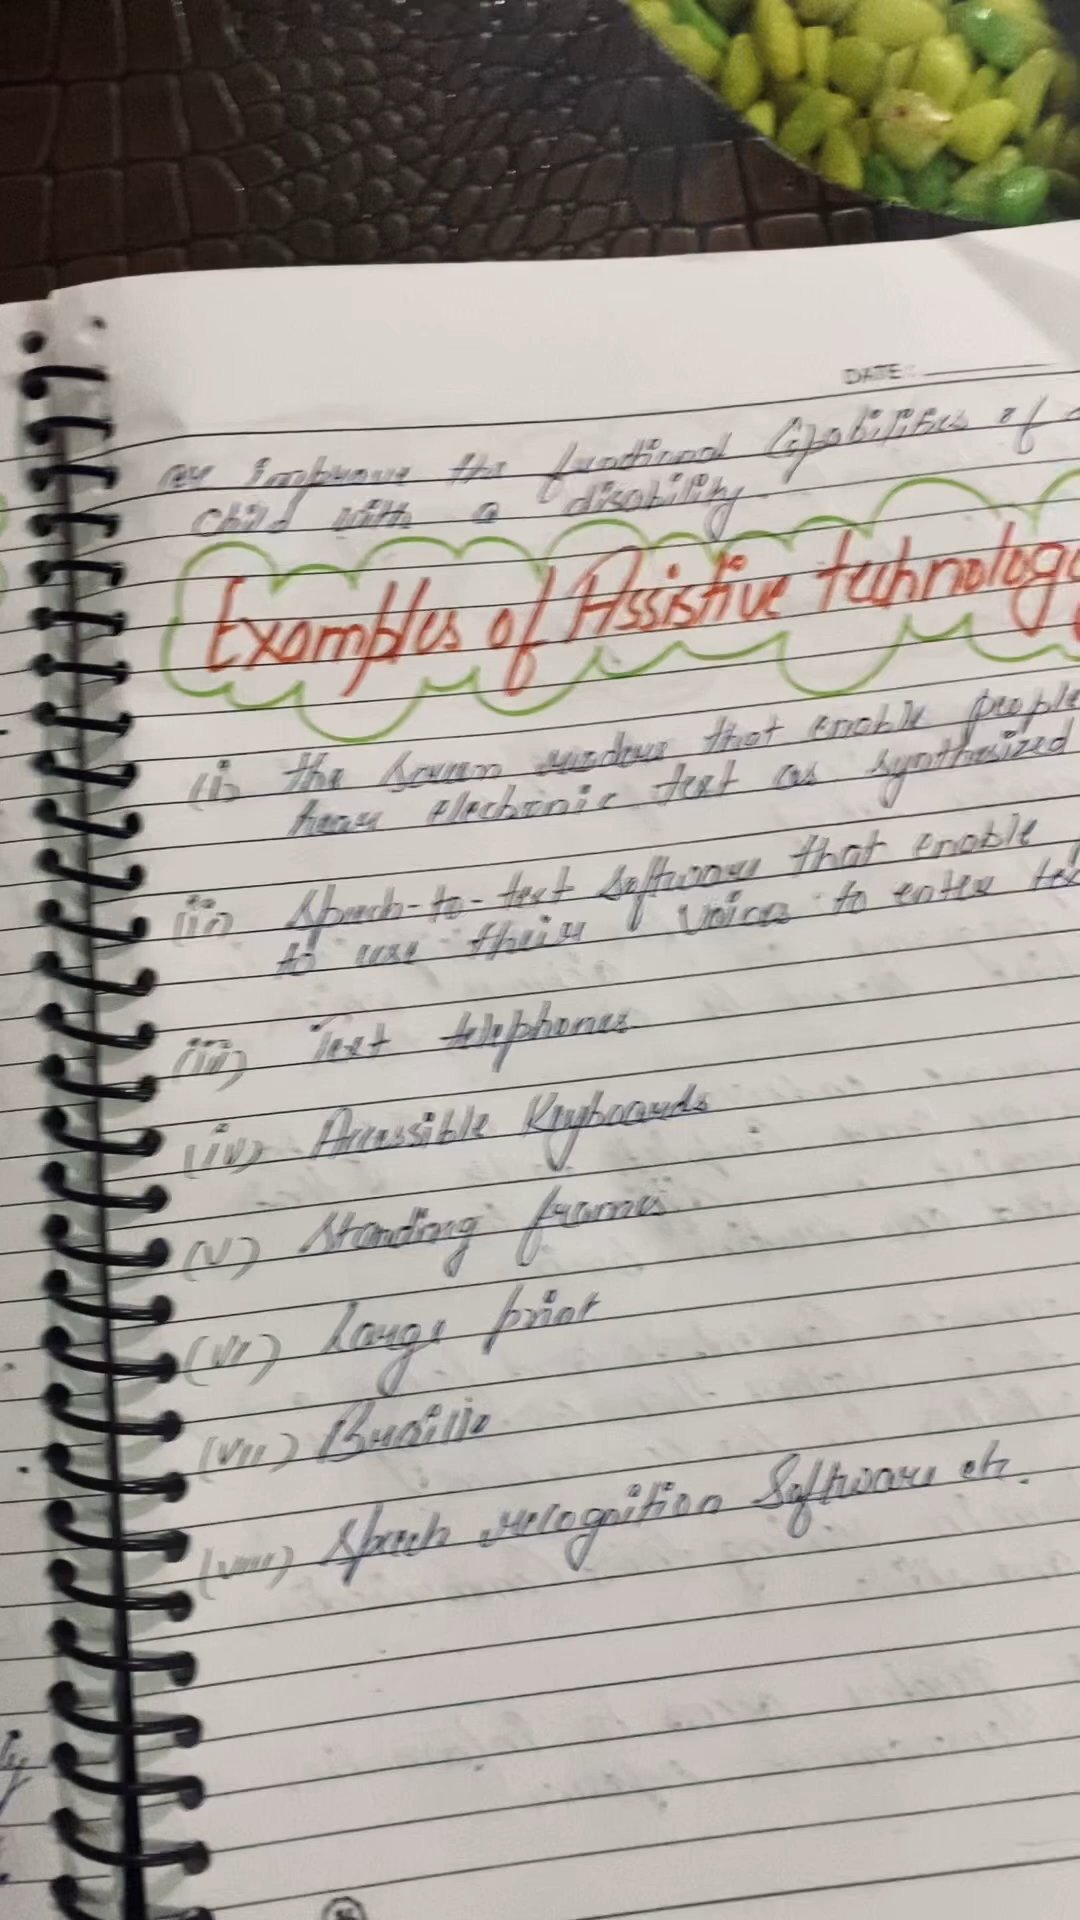 DATE:
or improve the functional Capabilities of a
child with a disability.
Examples of Assistive technology
(i) the Screen readers that enable people
hear electronic text as synthesized
(ii) Speech-to-text Software that enable
to use their voices to enter
(iii) Text telephones
(iv) Accessible Keyboards
(v) Standing frames
(vi) Large print
(vii) Braille
(viii) Speech recognition Software etc.